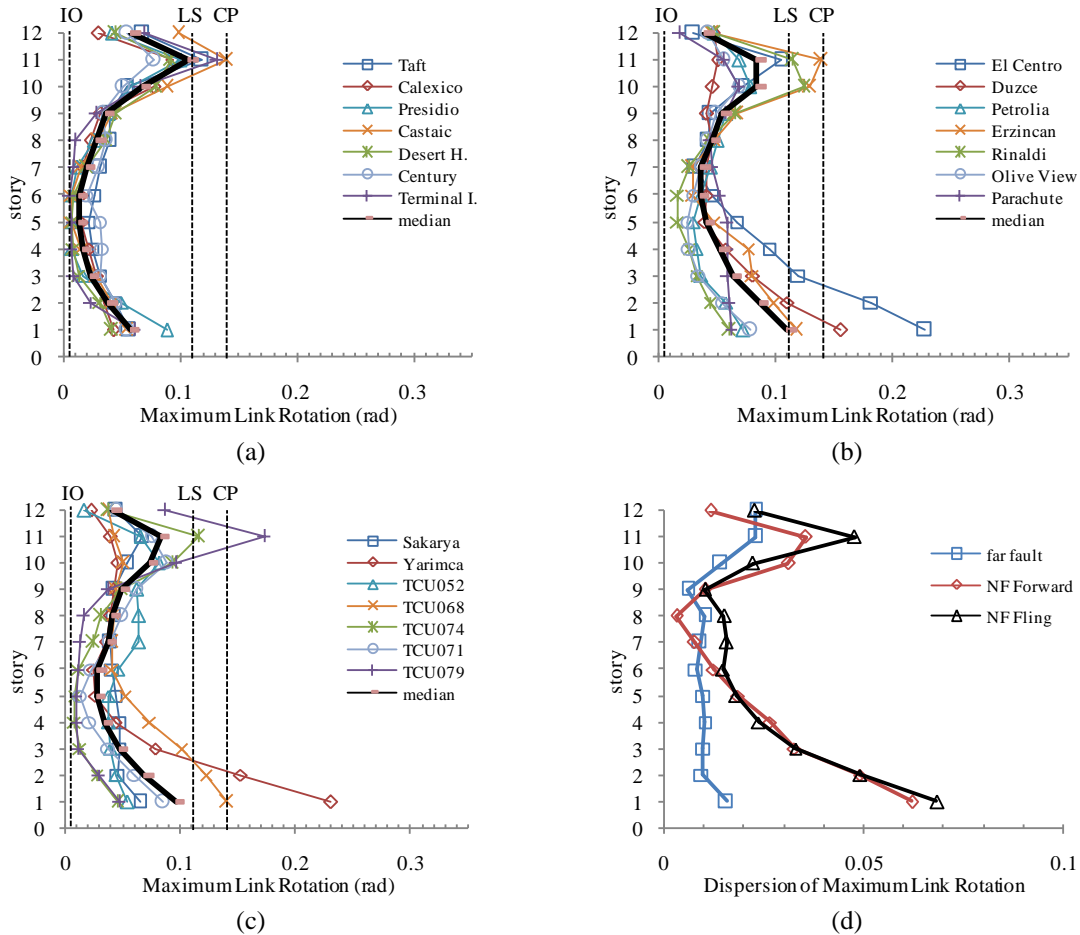 IO LS CP
12
11
10
9
8
7
6
5
4
3
2
1
0
story
0 0.1 0.2 0.3
Maximum Link Rotation (rad)
Taft
Calexico
Presidio
Castaic
Desert H.
Century
Terminal I.
median
(a)
IO LS CP
12
11
10
9
8
7
6
5
4
3
2
1
0
story
0 0.1 0.2 0.3
Maximum Link Rotation (rad)
El Centro
Duzce
Petrolia
Erzincan
Rinaldi
Olive View
Parachute
median
(b)
IO LS CP
12
11
10
9
8
7
6
5
4
3
2
1
0
story
0 0.1 0.2 0.3
Maximum Link Rotation (rad)
Sakarya
Yarimca
TCU052
TCU068
TCU074
TCU071
TCU079
median
(c)
12
11
10
9
8
7
6
5
4
3
2
1
0
story
0 0.05 0.1
Dispersion of Maximum Link Rotation
far fault
NF Forward
NF Fling
(d)